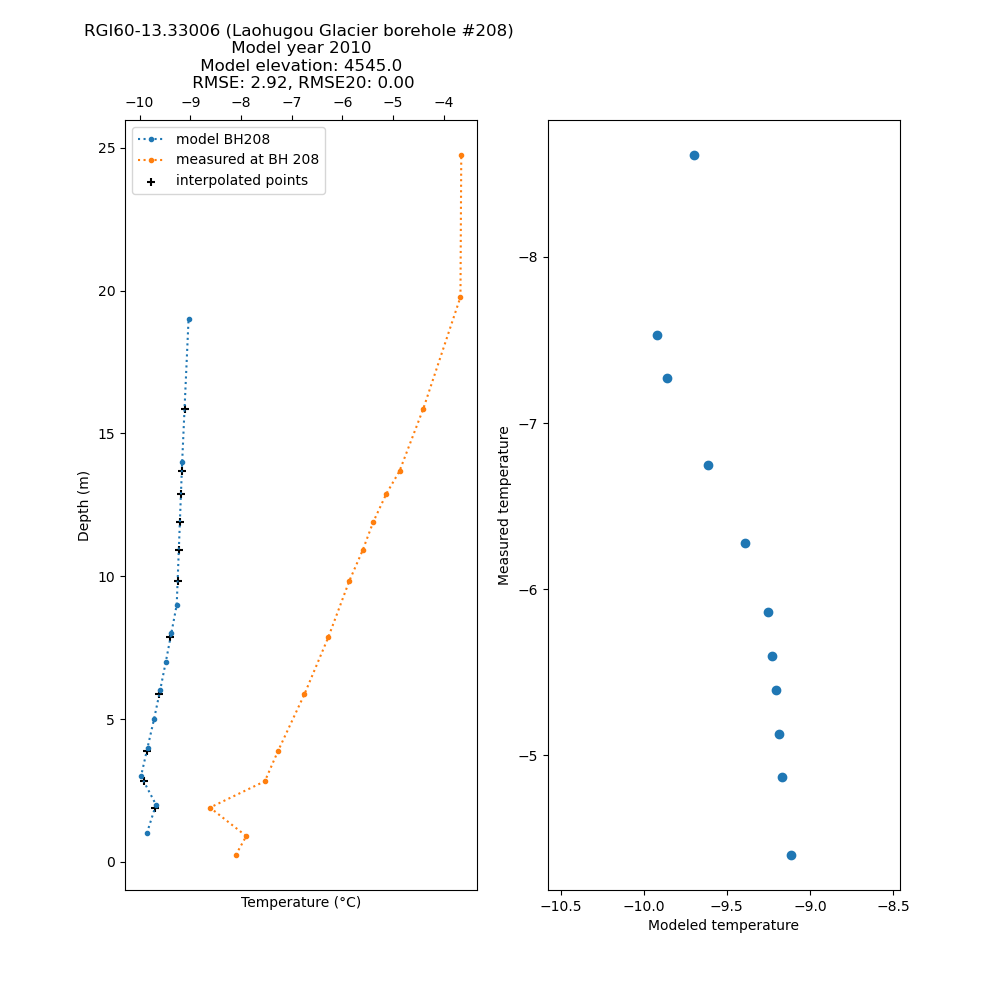 RGI60-13.33006 (Laohugou Glacier borehole #208)
Model year 2010
Model elevation: 4545.0
RMSE: 2.92, RMSE20: 0.00
−10 −9 −8 −7 −6 −5 −4
model BH208
measured at BH 208
interpolated points
25
20
15
10
5
0
Depth (m)
Temperature (°C)
−8
−7
−6
−5
Measured temperature
−10.5 −10.0 −9.5 −9.0 −8.5
Modeled temperature